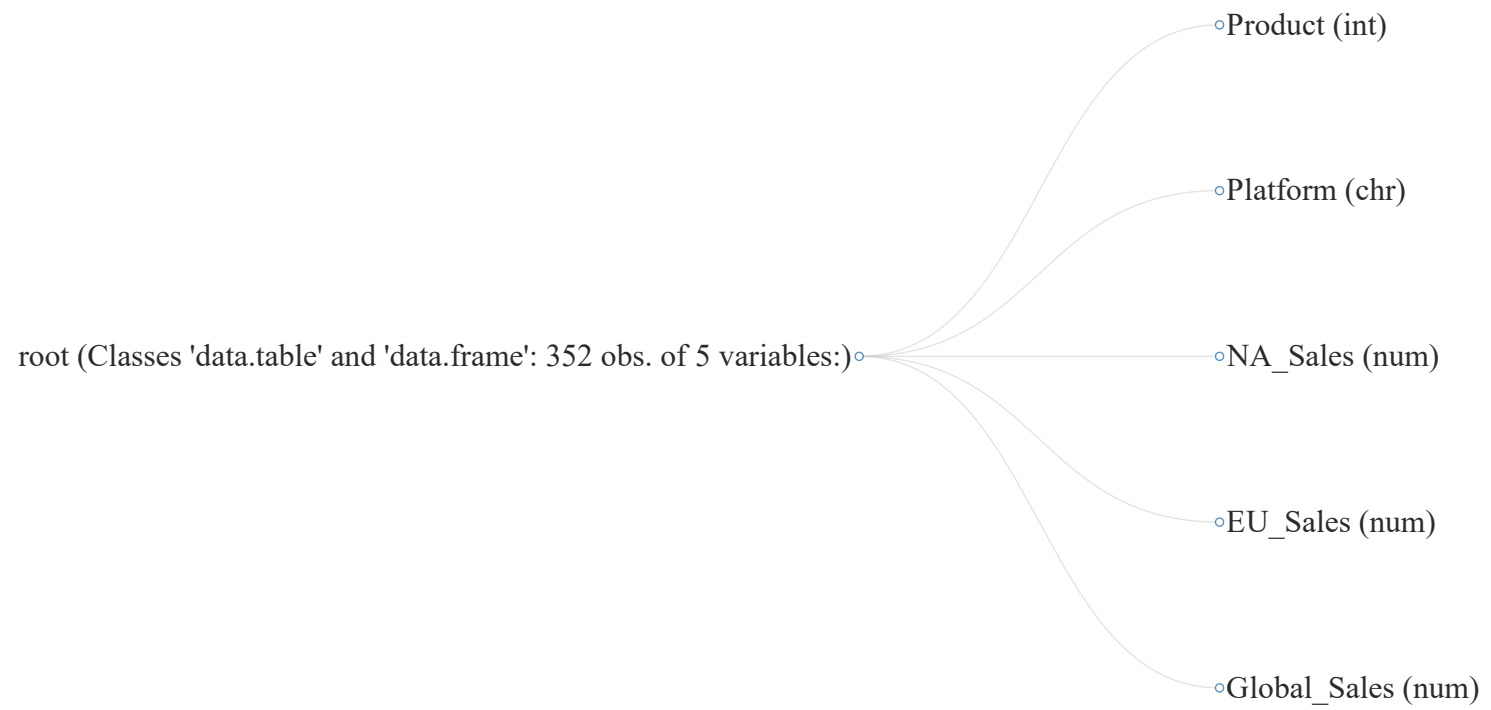 Product (int)
Platform (chr)
root (Classes 'data.table' and 'data.frame': 352 obs. of 5 variables:)
NA_Sales (num)
EU_Sales (num)
Global_Sales (num)